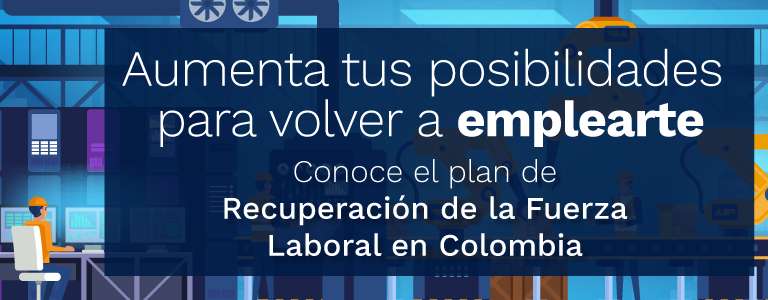 Aumenta tus posibilidades
para volver a emplearte
Conoce el plan de
Recuperación de la Fuerza
Laboral en Colombia